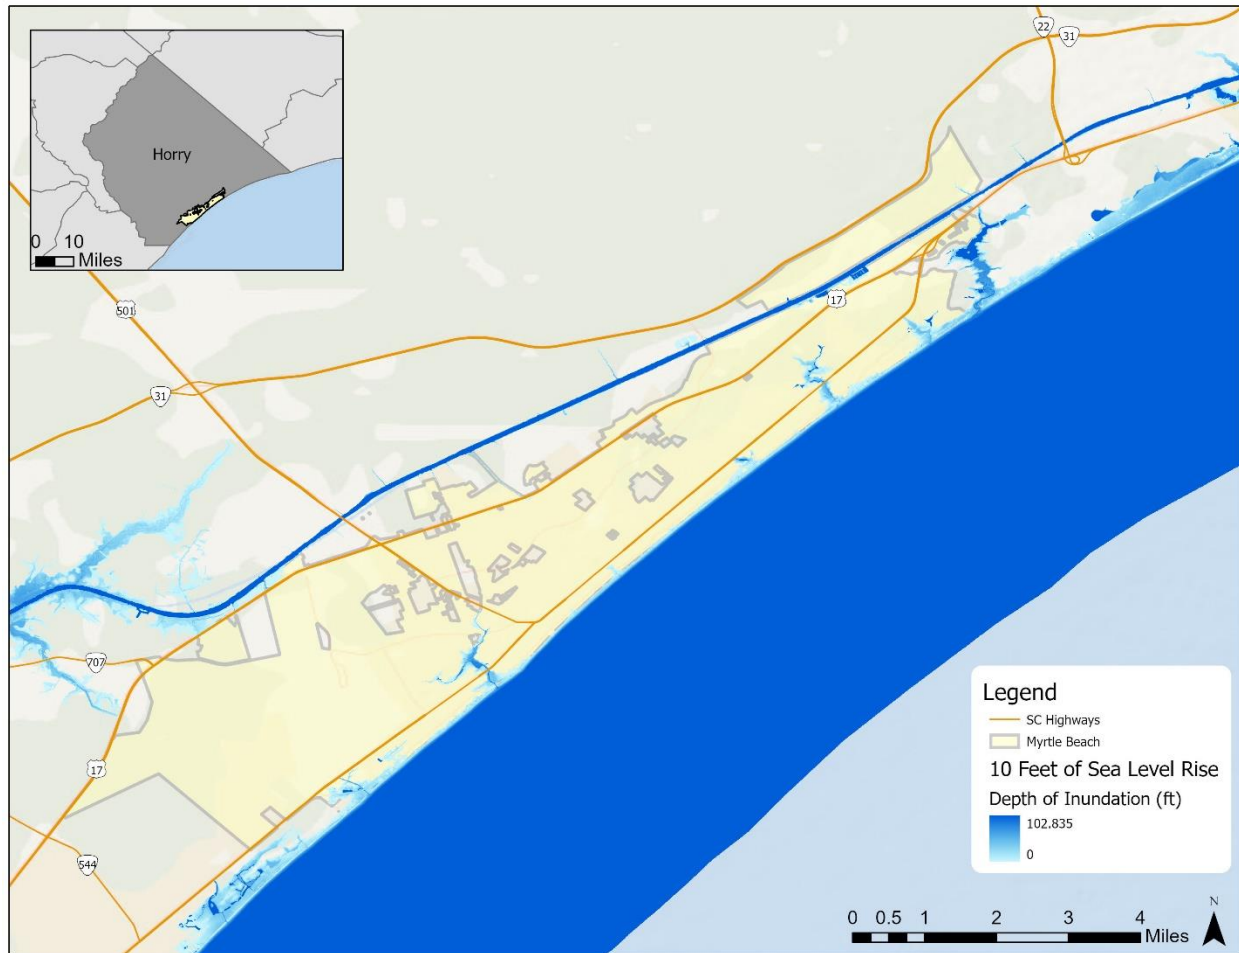 22
31
Horry
0 10
Miles
501
17
31
707
17
544
Legend
SC Highways
Myrtle Beach
10 Feet of Sea Level Rise
Depth of Inundation (ft)
102.835
0
N
0 0.5 1 2 3 4
Miles